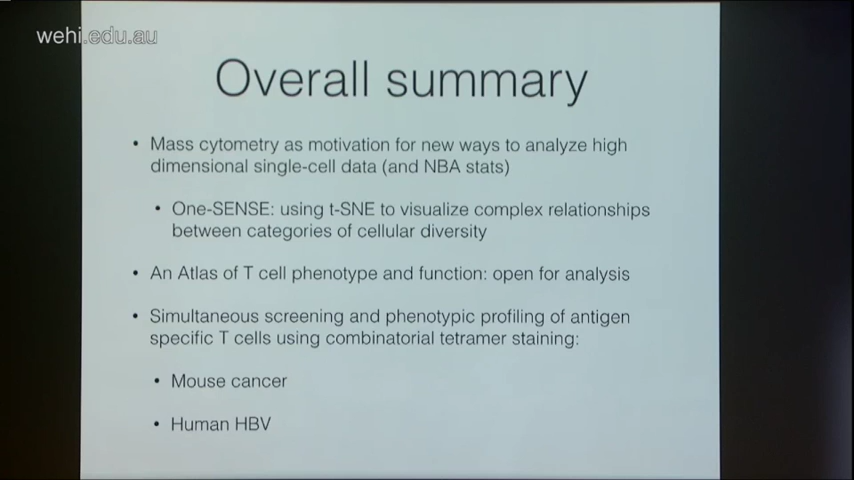 wehi.edu.au
Overall summary
• Mass cytometry as motivation for new ways to analyze high
dimensional single-cell data (and NBA stats)
• One-SENSE: using t-SNE to visualize complex relationships
between categories of cellular diversity
• An Atlas of T cell phenotype and function: open for analysis
• Simultaneous screening and phenotypic profiling of antigen
specific T cells using combinatorial tetramer staining:
• Mouse cancer
• Human HBV